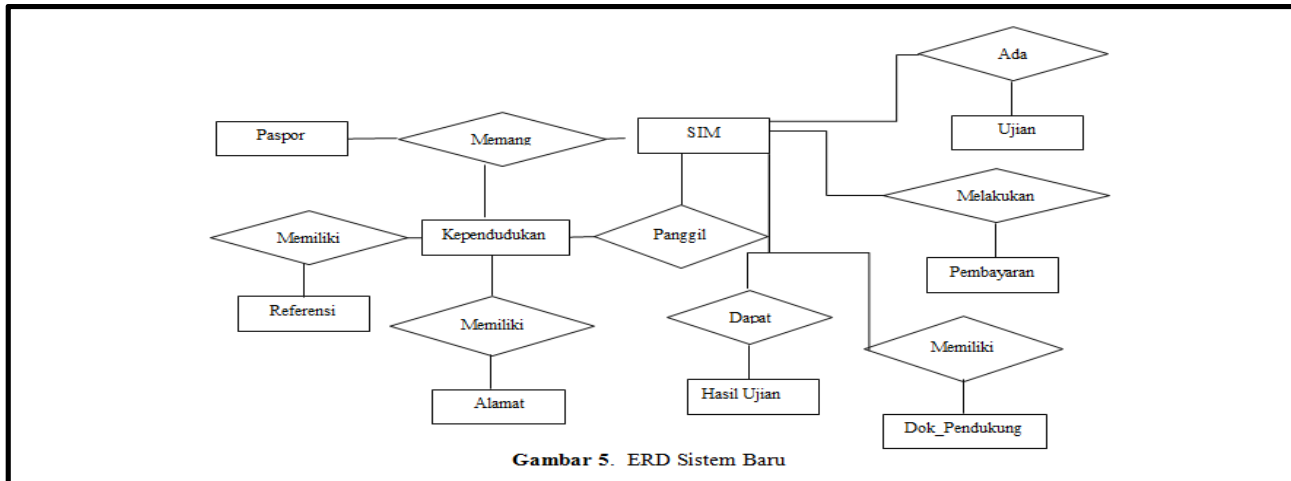 Ada
Paspor
Memang
SIM
Ujian
Melakukan
Memiliki
Kependudukan
Panggil
Pembayaran
Referensi
Memiliki
Dapat
Memiliki
Alamat
Hasil Ujian
Dok_Pendukung
Gambar 5. ERD Sistem Baru